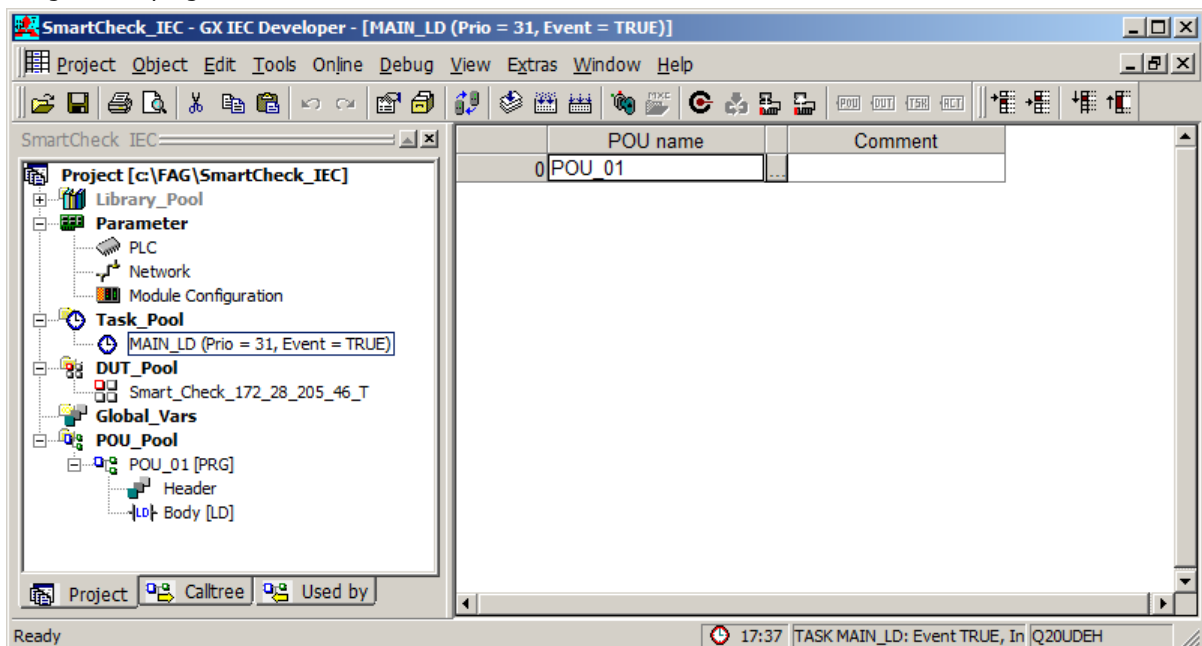 SmartCheck_IEC - GX IEC Developer - [MAIN_LD (Prio = 31, Event = TRUE)]
Project Object Edit Tools Online Debug View Extras Window Help
MXC
POU DUT TSK ACT
SmartCheck IEC
Project [c:\FAG\SmartCheck_IEC]
Library_Pool
Parameter
PLC
Network
Module Configuration
Task_Pool
MAIN_LD (Prio = 31, Event = TRUE)
DUT_Pool
Smart_Check_172_28_205_46_T
Global_Vars
POU_Pool
POU_01 [PRG]
Header
LD Body [LD]
Project Calltree Used by
POU name Comment
0 POU_01 ...
Ready 17:37 TASK MAIN_LD: Event TRUE, In Q20UDEH